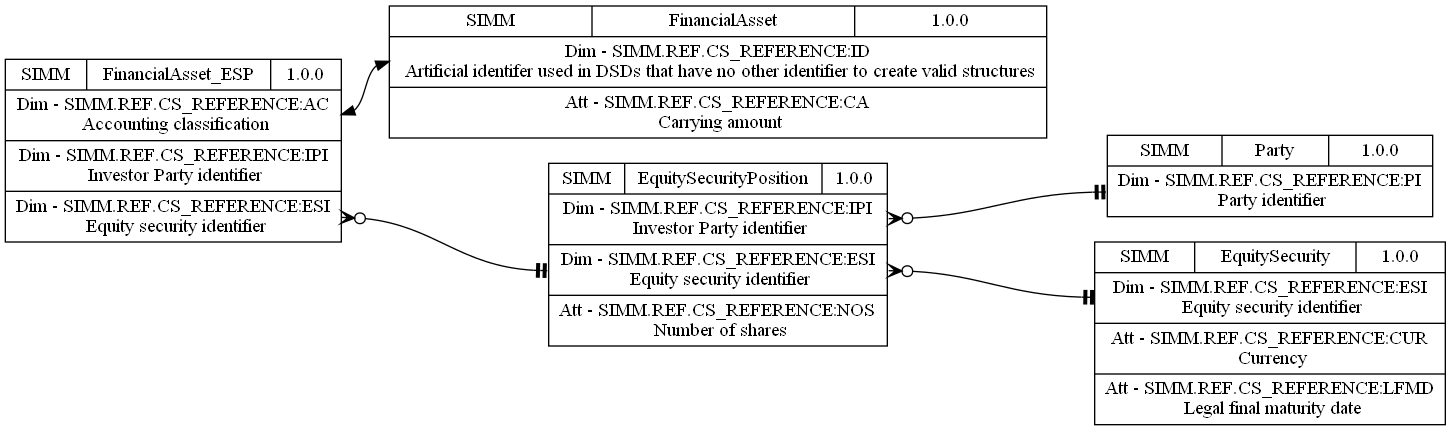 SIMM FinancialAsset_ESP 1.0.0
Dim - SIMM.REF.CS_REFERENCE:AC
Accounting classification
Dim - SIMM.REF.CS_REFERENCE:IPI
Investor Party identifier
Dim - SIMM.REF.CS_REFERENCE:ESI
Equity security identifier
SIMM FinancialAsset 1.0.0
Dim - SIMM.REF.CS_REFERENCE:ID
Artificial identifer used in DSDs that have no other identifier to create valid structures
Att - SIMM.REF.CS_REFERENCE:CA
Carrying amount
SIMM EquitySecurityPosition 1.0.0
Dim - SIMM.REF.CS_REFERENCE:IPI
Investor Party identifier
Dim - SIMM.REF.CS_REFERENCE:ESI
Equity security identifier
Att - SIMM.REF.CS_REFERENCE:NOS
Number of shares
SIMM Party 1.0.0
Dim - SIMM.REF.CS_REFERENCE:PI
Party identifier
SIMM EquitySecurity 1.0.0
Dim - SIMM.REF.CS_REFERENCE:ESI
Equity security identifier
Att - SIMM.REF.CS_REFERENCE:CUR
Currency
Att - SIMM.REF.CS_REFERENCE:LFMD
Legal final maturity date